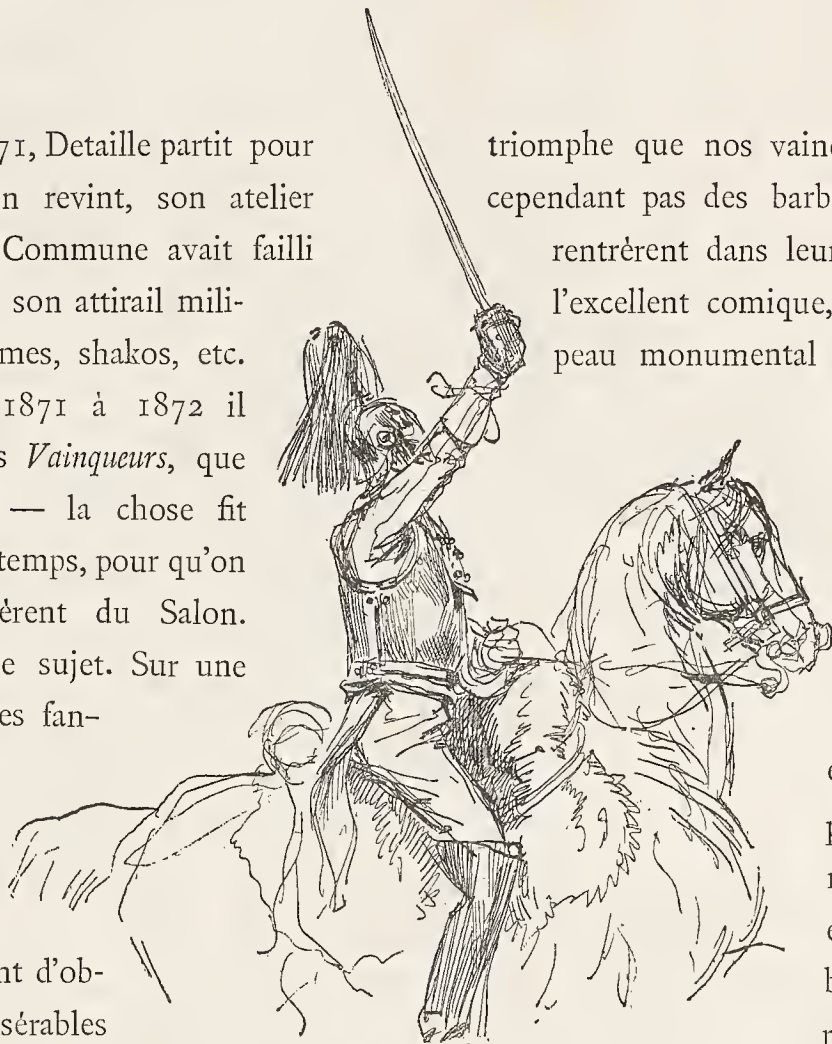 71, Detaille partit pour
n revint, son atelier
Commune avait failli
son attirail mili-
mes, shakos, etc.
1871 à 1872 il
s Vainqueurs, que
— la chose fit
temps, pour qu'on
èrent du Salon.
e sujet. Sur une
es fan-
nt d'ob-
sérables
triomphe que nos vain
cependant pas des barb
rentrèrent dans leur
l'excellent comique,
peau monumental